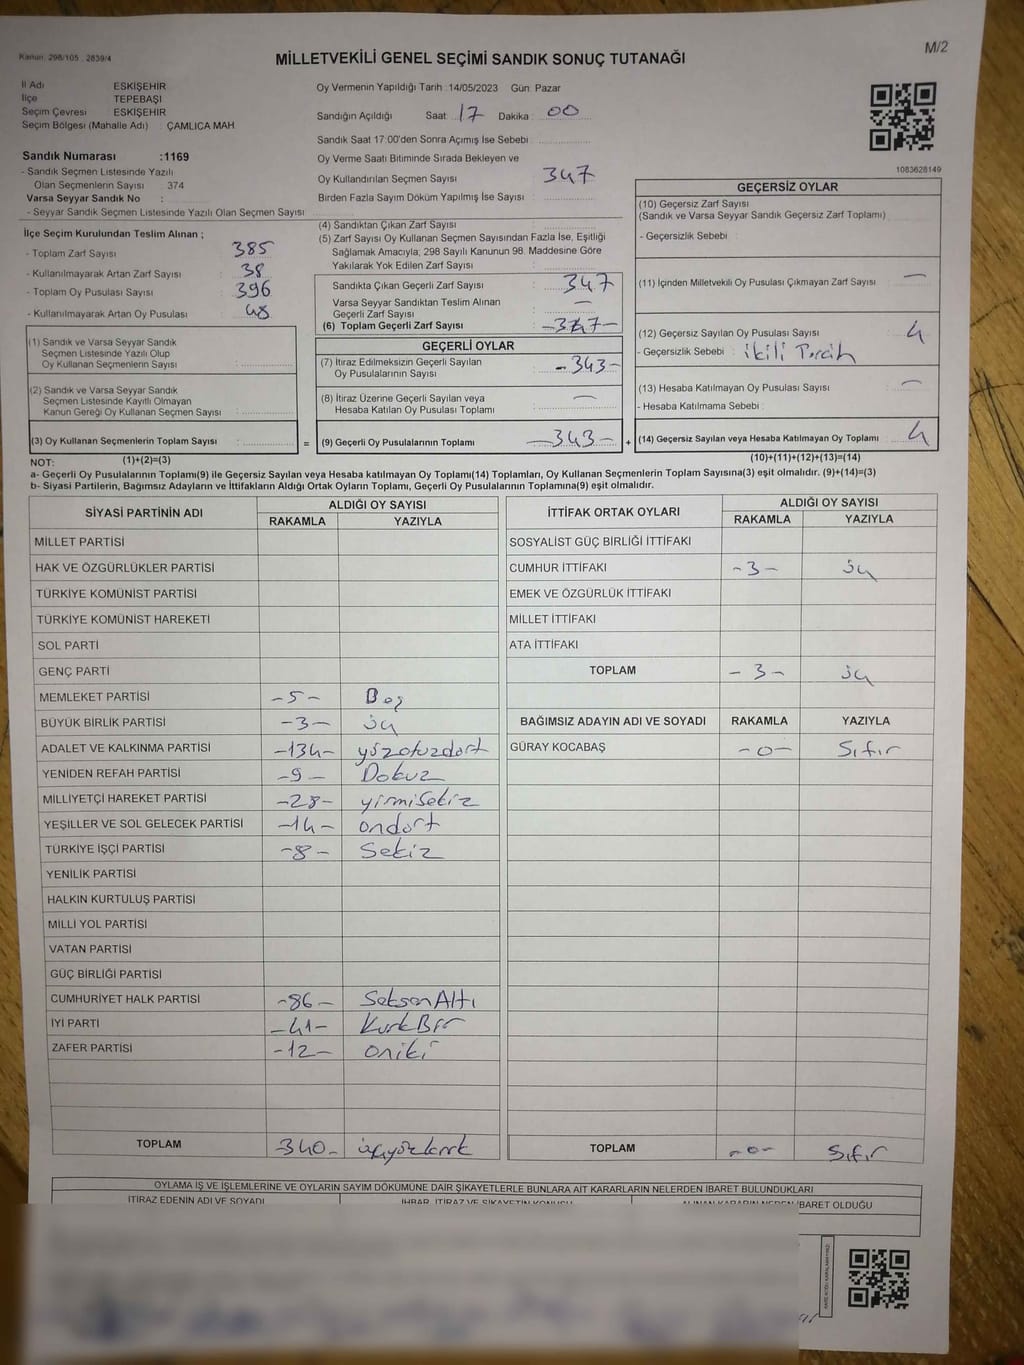 Kanun: 298/105 , 2839/4
MİLLETVEKİLİ GENEL SEÇİMİ SANDIK SONUÇ TUTANAĞI
M/2
İl Adı ESKİŞEHİR
İlçe TEPEBAŞI
Seçim Çevresi ESKİŞEHİR
Seçim Bölgesi (Mahalle Adı) : ÇAMLICA MAH
Sandık Numarası :1169
- Sandık Seçmen Listesinde Yazılı
Olan Seçmenlerin Sayısı : 374
Varsa Seyyar Sandık No :
- Seyyar Sandık Seçmen Listesinde Yazılı Olan Seçmen Sayısı
Oy Vermenin Yapıldığı Tarih :14/05/2023 Gün: Pazar
Sandığın Açıldığı Saat 17 Dakika 00
Sandık Saat 17:00'den Sonra Açımış İse Sebebi
Oy Verme Saati Bitiminde Sırada Bekleyen ve
Oy Kullandırılan Seçmen Sayısı 347
Birden Fazla Sayım Döküm Yapılmış İse Sayısı :
1083628149
İlçe Seçim Kurulundan Teslim Alınan ;
- Toplam Zarf Sayısı : 385
- Kullanılmayarak Artan Zarf Sayısı : 38
- Toplam Oy Pusulası Sayısı : 396
- Kullanılmayarak Artan Oy Pusulası : 48
(4) Sandıktan Çıkan Zarf Sayısı :
(5) Zarf Sayısı Oy Kullanan Seçmen Sayısından Fazla İse, Eşitliği
Sağlamak Amacıyla, 298 Sayılı Kanunun 98. Maddesine Göre
Yakılarak Yok Edilen Zarf Sayısı :
Sandıkta Çıkan Geçerli Zarf Sayısı : 347
Varsa Seyyar Sandıktan Teslim Alınan
Geçerli Zarf Sayısı : —
(6) Toplam Geçerli Zarf Sayısı -347-
GEÇERSİZ OYLAR
(10) Geçersiz Zarf Sayısı
(Sandık ve Varsa Seyyar Sandık Geçersiz Zarf Toplamı)
- Geçersizlik Sebebi :
(11) İçinden Milletvekili Oy Pusulası Çıkmayan Zarf Sayısı —
(12) Geçersiz Sayılan Oy Pusulası Sayısı : 4
- Geçersizlik Sebebi : ikili Tercih
(13) Hesaba Katılmayan Oy Pusulası Sayısı : —
- Hesaba Katılmama Sebebi :
(14) Geçersiz Sayılan veya Hesaba Katılmayan Oy Toplamı : 4
(10)+(11)+(12)+(13)=(14)
(1) Sandık ve Varsa Seyyar Sandık
Seçmen Listesinde Yazılı Olup
Oy Kullanan Seçmenlerin Sayısı :
(2) Sandık ve Varsa Seyyar Sandık
Seçmen Listesinde Kayıtlı Olmayan
Kanun Gereği Oy Kullanan Seçmen Sayısı :
(3) Oy Kullanan Seçmenlerin Toplam Sayısı : =
GEÇERLİ OYLAR
(7) İtiraz Edilmeksizin Geçerli Sayılan
Oy Pusulalarının Sayısı -343-
(8) İtiraz Üzerine Geçerli Sayılan veya
Hesaba Katılan Oy Pusulası Toplamı —
(9) Geçerli Oy Pusulalarının Toplamı -343- +
NOT: (1)+(2)=(3)
a- Geçerli Oy Pusulalarının Toplamı(9) ile Geçersiz Sayılan veya Hesaba katılmayan Oy Toplamı(14) Toplamları, Oy Kullanan Seçmenlerin Toplam Sayısına(3) eşit olmalıdır. (9)+(14)=(3)
b- Siyasi Partilerin, Bağımsız Adayların ve İttifakların Aldığı Ortak Oyların Toplamı, Geçerli Oy Pusulalarının Toplamına(9) eşit olmalıdır.
SİYASİ PARTİNİN ADI ALDIĞI OY SAYISI
RAKAMLA YAZIYLA
MİLLET PARTİSİ
HAK VE ÖZGÜRLÜKLER PARTİSİ
TÜRKİYE KOMÜNİST PARTİSİ
TÜRKİYE KOMÜNİST HAREKETİ
SOL PARTİ
GENÇ PARTİ
MEMLEKET PARTİSİ -5- Beş
BÜYÜK BİRLİK PARTİSİ -3- üç
ADALET VE KALKINMA PARTİSİ -134- yüzotuzdört
YENİDEN REFAH PARTİSİ -9- Dokuz
MİLLİYETÇİ HAREKET PARTİSİ -28- yirmiSekiz
YEŞİLLER VE SOL GELECEK PARTİSİ -14- ondört
TÜRKİYE İŞÇİ PARTİSİ -8- Sekiz
YENİLİK PARTİSİ
HALKIN KURTULUŞ PARTİSİ
MİLLİ YOL PARTİSİ
VATAN PARTİSİ
GÜÇ BİRLİĞİ PARTİSİ
CUMHURİYET HALK PARTİSİ -86- SeksenAltı
İYİ PARTİ -41- KırkBir
ZAFER PARTİSİ -12- oniki
TOPLAM -340- üçyüzkırk
İTTİFAK ORTAK OYLARI ALDIĞI OY SAYISI
RAKAMLA YAZIYLA
SOSYALİST GÜÇ BİRLİĞİ İTTİFAKI
CUMHUR İTTİFAKI -3- üç
EMEK VE ÖZGÜRLÜK İTTİFAKI
MİLLET İTTİFAKI
ATA İTTİFAKI
TOPLAM -3- üç
BAĞIMSIZ ADAYIN ADI VE SOYADI RAKAMLA YAZIYLA
GÜRAY KOCABAŞ -0- Sıfır
TOPLAM -0- Sıfır
OYLAMA İŞ VE İŞLEMLERİNE VE OYLARIN SAYIM DÖKÜMÜNE DAİR ŞİKAYETLERLE BUNLARA AİT KARARLARIN NELERDEN İBARET BULUNDUKLARI
İTİRAZ EDENİN ADI VE SOYADI İHBAR, İTİRAZ VE ŞİKAYETİN KONUSU ALINAN KARARIN NEDEN İBARET OLDUĞU